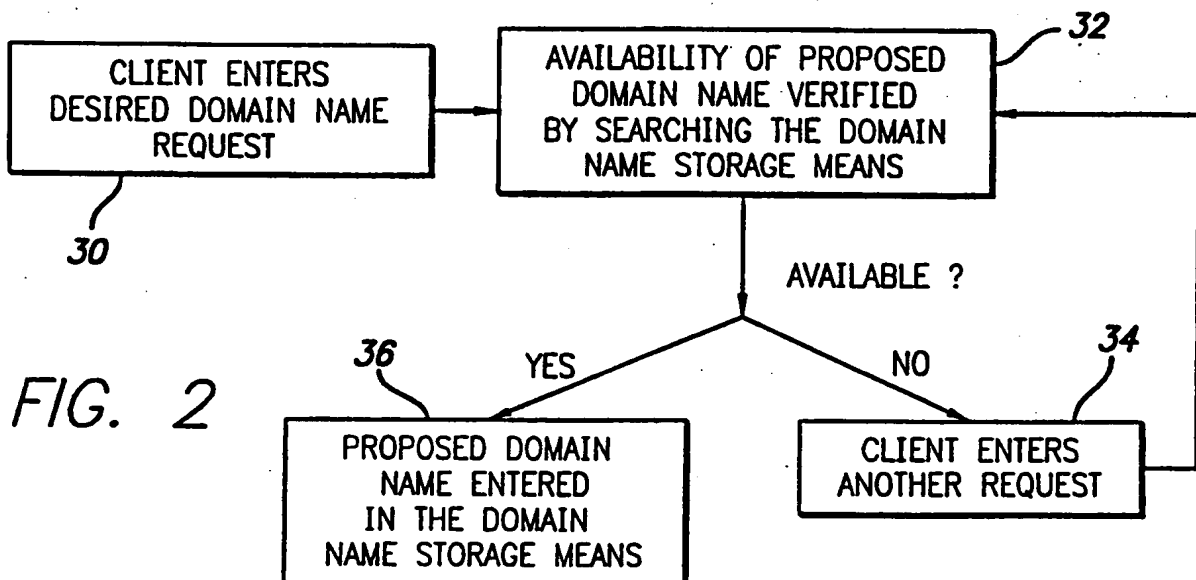 CLIENT ENTERS
DESIRED DOMAIN NAME
REQUEST
30
AVAILABILITY OF PROPOSED
DOMAIN NAME VERIFIED
BY SEARCHING THE DOMAIN
NAME STORAGE MEANS
32
AVAILABLE ?
YES
NO
36
PROPOSED DOMAIN
NAME ENTERED
IN THE DOMAIN
NAME STORAGE MEANS
34
CLIENT ENTERS
ANOTHER REQUEST
FIG. 2